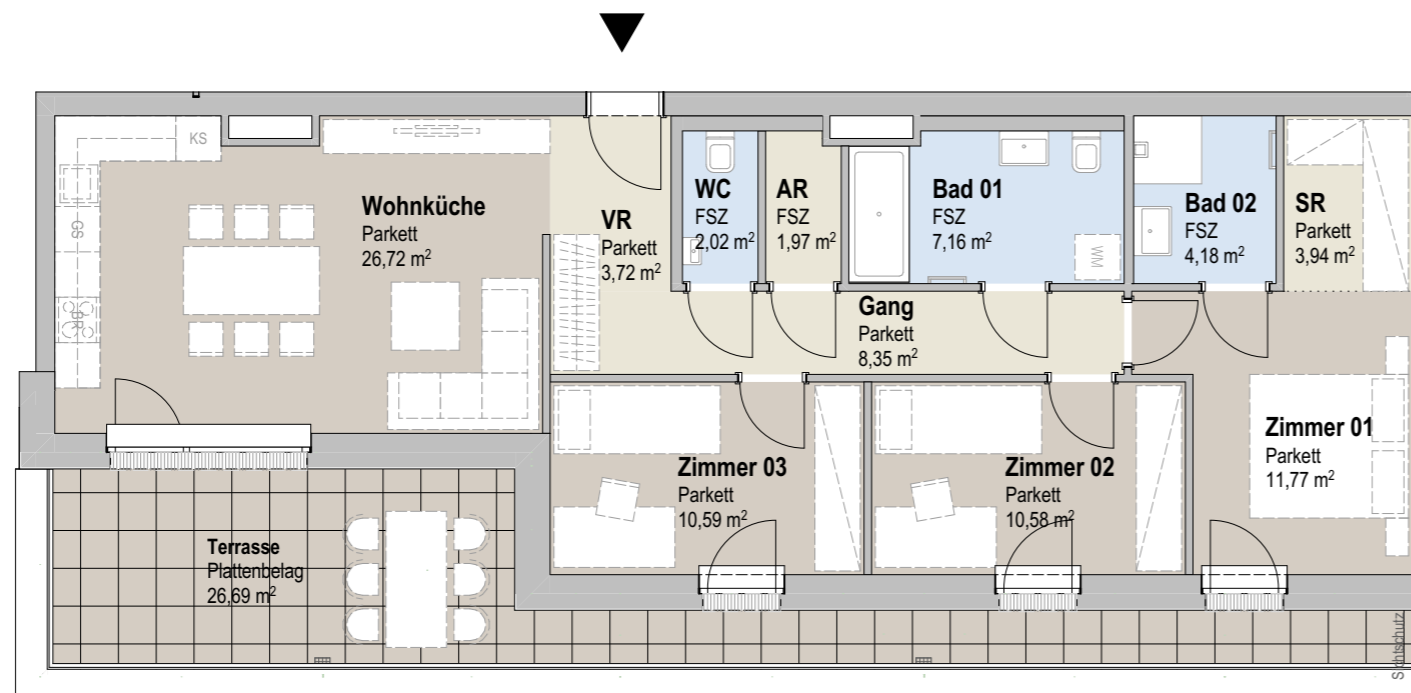 KS
GS
GR
Wohnküche
Parkett
26,72 m²
VR
Parkett
3,72 m²
WC
FSZ
2,02 m²
AR
FSZ
1,97 m²
Bad 01
FSZ
7,16 m²
WM
Bad 02
FSZ
4,18 m²
SR
Parkett
3,94 m²
Gang
Parkett
8,35 m²
Zimmer 03
Parkett
10,59 m²
Zimmer 02
Parkett
10,58 m²
Zimmer 01
Parkett
11,77 m²
Terrasse
Plattenbelag
26,69 m²
Sichtschutz